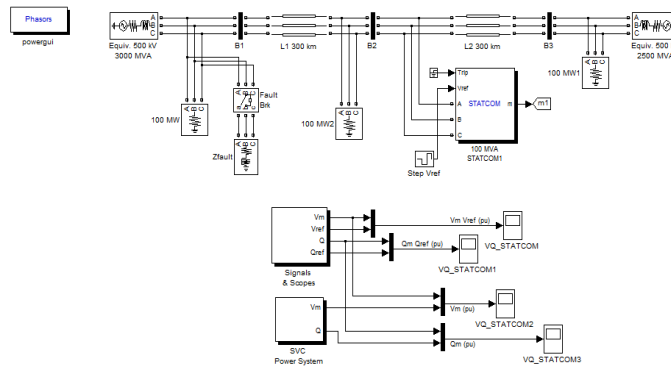 Phasors
powergui
A
B
C
Equiv. 500 kV
3000 MVA
B1
L1 300 km
B2
L2 300 km
B3
A
B
C
Equiv. 500
2500 MVA
100 MW1
A B C
Fault
Brk
A B C
a b c
100 MW
A B C
Zfault
A B C
100 MW2
A B C
Trip
Vref
A
B
C
STATCOM
m
m1
100 MVA
STATCOM1
Step Vref
Vm
Vref
Q
Qref
Signals
& Scopes
Vm Vref (pu)
VQ_STATCOM
Qm Qref (pu)
VQ_STATCOM1
Vm
Q
SVC
Power System
Vm (pu)
VQ_STATCOM2
Qm (pu)
VQ_STATCOM3